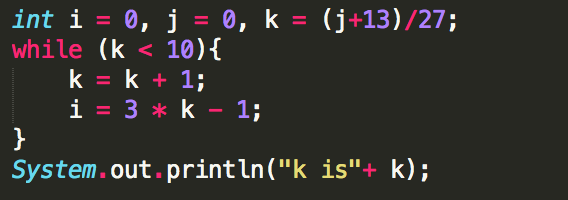 int i = 0, j = 0, k = (j+13)/27;
while (k < 10){
    k = k + 1;
    i = 3 * k - 1;
}
System.out.println("k is"+ k);